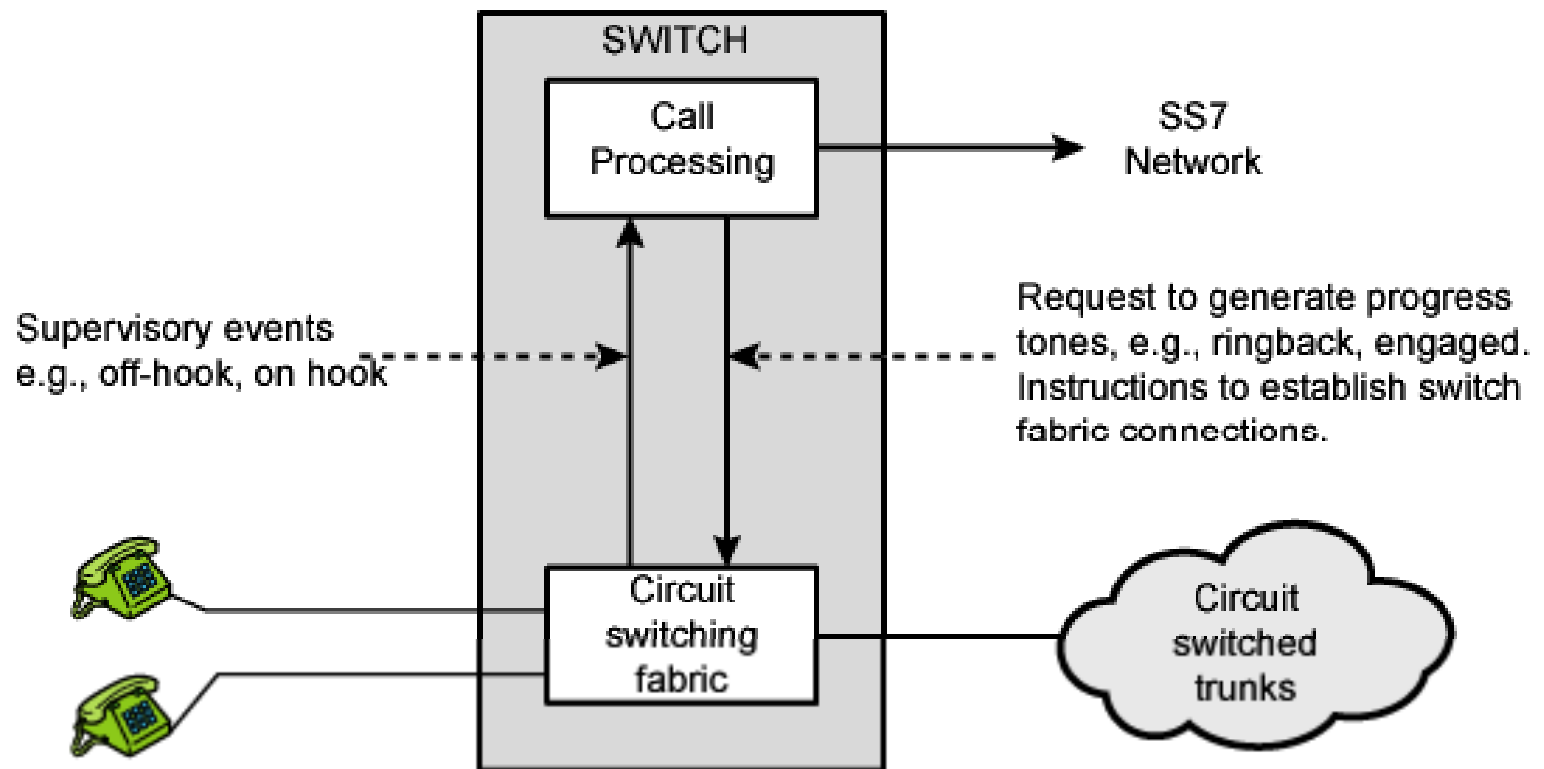 SWITCH
Call
Processing
SS7
Network
Supervisory events
e.g., off-hook, on hook
Request to generate progress
tones, e.g., ringback, engaged.
Instructions to establish switch
fabric connections.
Circuit
switching
fabric
Circuit
switched
trunks